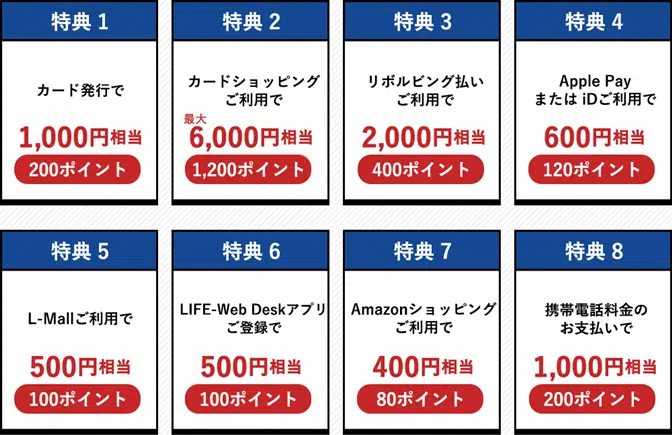 特典 1
カード発行で
1,000円相当
200ポイント
特典 2
カードショッピング
ご利用で
最大
6,000円相当
1,200ポイント
特典 3
リボルビング払い
ご利用で
2,000円相当
400ポイント
特典 4
Apple Pay
または iDご利用で
600円相当
120ポイント
特典 5
L-Mallご利用で
500円相当
100ポイント
特典 6
LIFE-Web Deskアプリ
ご登録で
500円相当
100ポイント
特典 7
Amazonショッピング
ご利用で
400円相当
80ポイント
特典 8
携帯電話料金の
お支払いで
1,000円相当
200ポイント